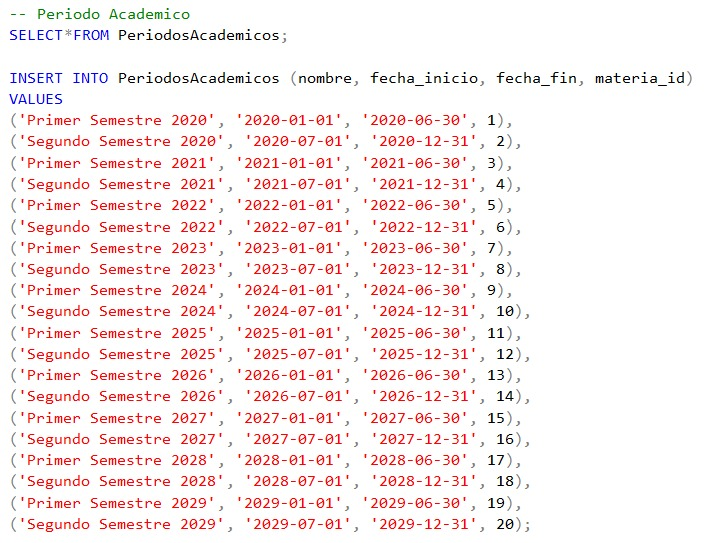 -- Periodo Academico
SELECT*FROM PeriodosAcademicos;
INSERT INTO PeriodosAcademicos (nombre, fecha_inicio, fecha_fin, materia_id)
VALUES
('Primer Semestre 2020', '2020-01-01', '2020-06-30', 1),
('Segundo Semestre 2020', '2020-07-01', '2020-12-31', 2),
('Primer Semestre 2021', '2021-01-01', '2021-06-30', 3),
('Segundo Semestre 2021', '2021-07-01', '2021-12-31', 4),
('Primer Semestre 2022', '2022-01-01', '2022-06-30', 5),
('Segundo Semestre 2022', '2022-07-01', '2022-12-31', 6),
('Primer Semestre 2023', '2023-01-01', '2023-06-30', 7),
('Segundo Semestre 2023', '2023-07-01', '2023-12-31', 8),
('Primer Semestre 2024', '2024-01-01', '2024-06-30', 9),
('Segundo Semestre 2024', '2024-07-01', '2024-12-31', 10),
('Primer Semestre 2025', '2025-01-01', '2025-06-30', 11),
('Segundo Semestre 2025', '2025-07-01', '2025-12-31', 12),
('Primer Semestre 2026', '2026-01-01', '2026-06-30', 13),
('Segundo Semestre 2026', '2026-07-01', '2026-12-31', 14),
('Primer Semestre 2027', '2027-01-01', '2027-06-30', 15),
('Segundo Semestre 2027', '2027-07-01', '2027-12-31', 16),
('Primer Semestre 2028', '2028-01-01', '2028-06-30', 17),
('Segundo Semestre 2028', '2028-07-01', '2028-12-31', 18),
('Primer Semestre 2029', '2029-01-01', '2029-06-30', 19),
('Segundo Semestre 2029', '2029-07-01', '2029-12-31', 20);